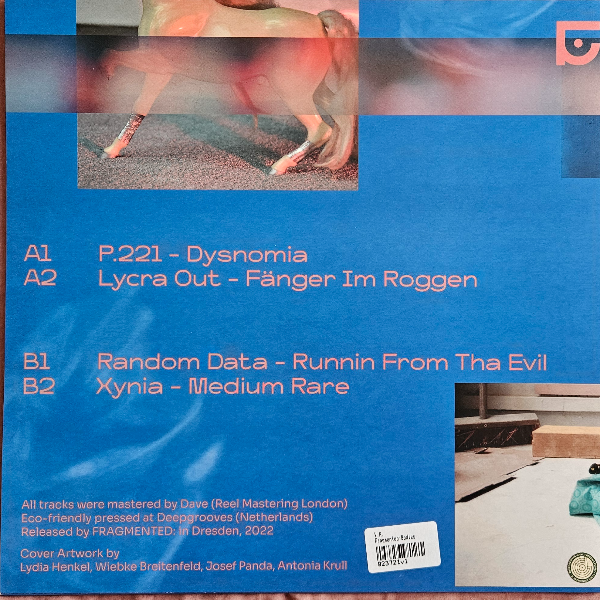 A1 P.221 - Dysnomia
A2 Lycra Out - Fänger Im Roggen
B1 Random Data - Runnin From Tha Evil
B2 Xynia - Medium Rare
All tracks were mastered by Dave (Reel Mastering London)
Eco-friendly pressed at Deepgrooves (Netherlands)
Released by FRAGMENTED: in Dresden, 2022
Cover Artwork by
Lydia Henkel, Wiebke Breitenfeld, Josef Panda, Antonia Krull